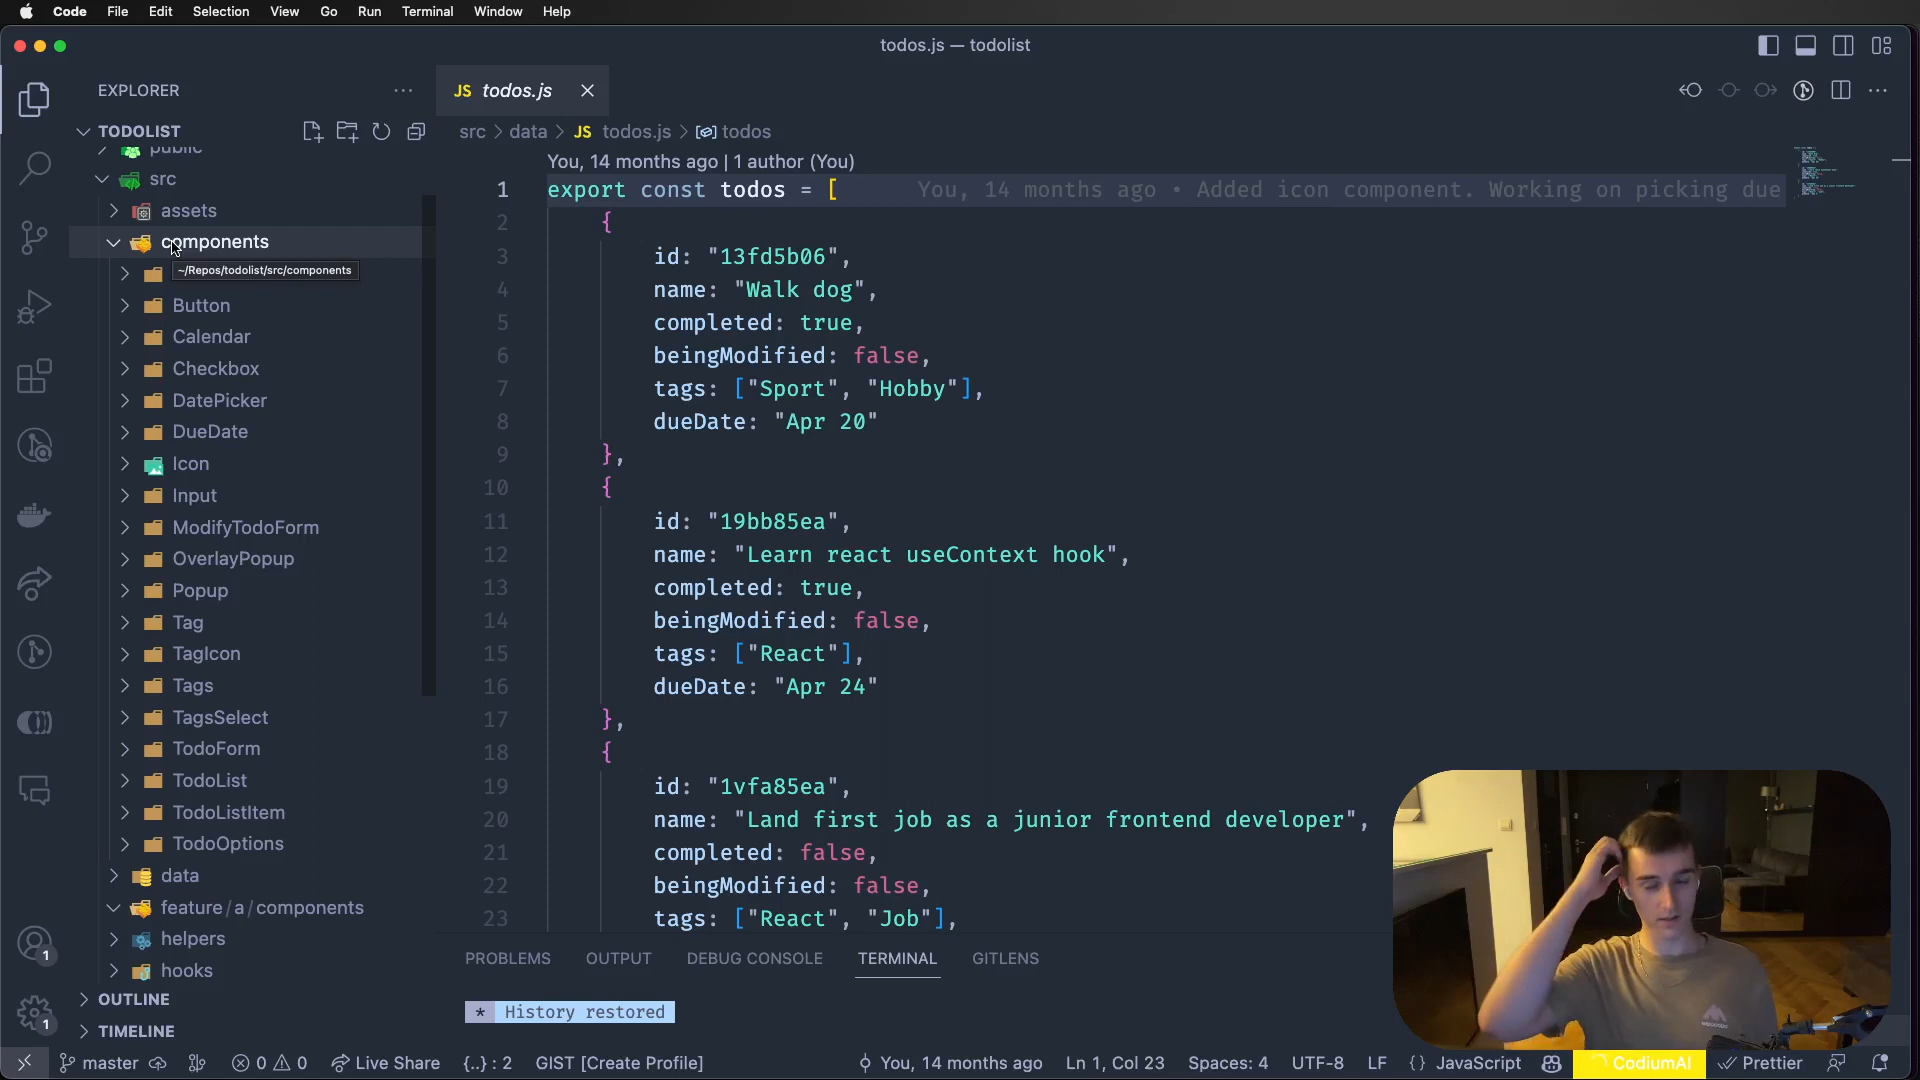 Code File Edit Selection View Go Run Terminal Window Help
todos.js — todolist
EXPLORER
TODOLIST
public
src
assets
components
~/Repos/todolist/src/components
Button
Calendar
Checkbox
DatePicker
DueDate
Icon
Input
ModifyTodoForm
OverlayPopup
Popup
Tag
TagIcon
Tags
TagsSelect
TodoForm
TodoList
TodoListItem
TodoOptions
data
feature/a/components
helpers
hooks
OUTLINE
TIMELINE
1
1
JS todos.js
src > data > JS todos.js > todos
You, 14 months ago | 1 author (You)
1 export const todos = [ You, 14 months ago • Added icon component. Working on picking due
2 {
3 id: "13fd5b06",
4 name: "Walk dog",
5 completed: true,
6 beingModified: false,
7 tags: ["Sport", "Hobby"],
8 dueDate: "Apr 20"
9 },
10 {
11 id: "19bb85ea",
12 name: "Learn react useContext hook",
13 completed: true,
14 beingModified: false,
15 tags: ["React"],
16 dueDate: "Apr 24"
17 },
18 {
19 id: "1vfa85ea",
20 name: "Land first job as a junior frontend developer",
21 completed: false,
22 beingModified: false,
23 tags: ["React", "Job"],
PROBLEMS OUTPUT DEBUG CONSOLE TERMINAL GITLENS
* History restored
master 0 0 Live Share {..} : 2 GIST [Create Profile] You, 14 months ago Ln 1, Col 23 Spaces: 4 UTF-8 LF {} JavaScript CodiumAI Prettier